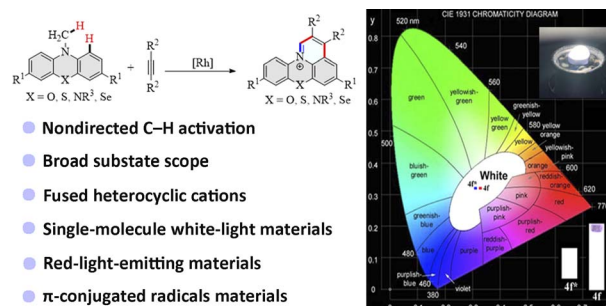 H₂C
H
H
N
X
R¹
R¹
+
R²
R²
[Rh]
R²
R²
N
⊕
X
R¹
R¹
X = O, S, NR³, Se
X = O, S, NR³, Se
Nondirected C–H activation
Broad substrate scope
Fused heterocyclic cations
Single-molecule white-light materials
Red-light-emitting materials
π-conjugated radicals materials
CIE 1931 CHROMATICITY DIAGRAM
y
0.8
0.7
0.6
0.5
0.4
0.3
0.2
0.1
0
520 nm
540
560
580
600
620
770
500
480
460
380
green
yellowish-
green
yellow
green
greenish-
yellow
yellow
yellow
orange
orange
yellowish-
pink
reddish-
orange
red
pink
purplish-
pink
purplish-
red
reddish-
purple
purple
violet
purplish-
blue
blue
greenish-
blue
bluish-
green
White
4f*
4f
4f*
4f